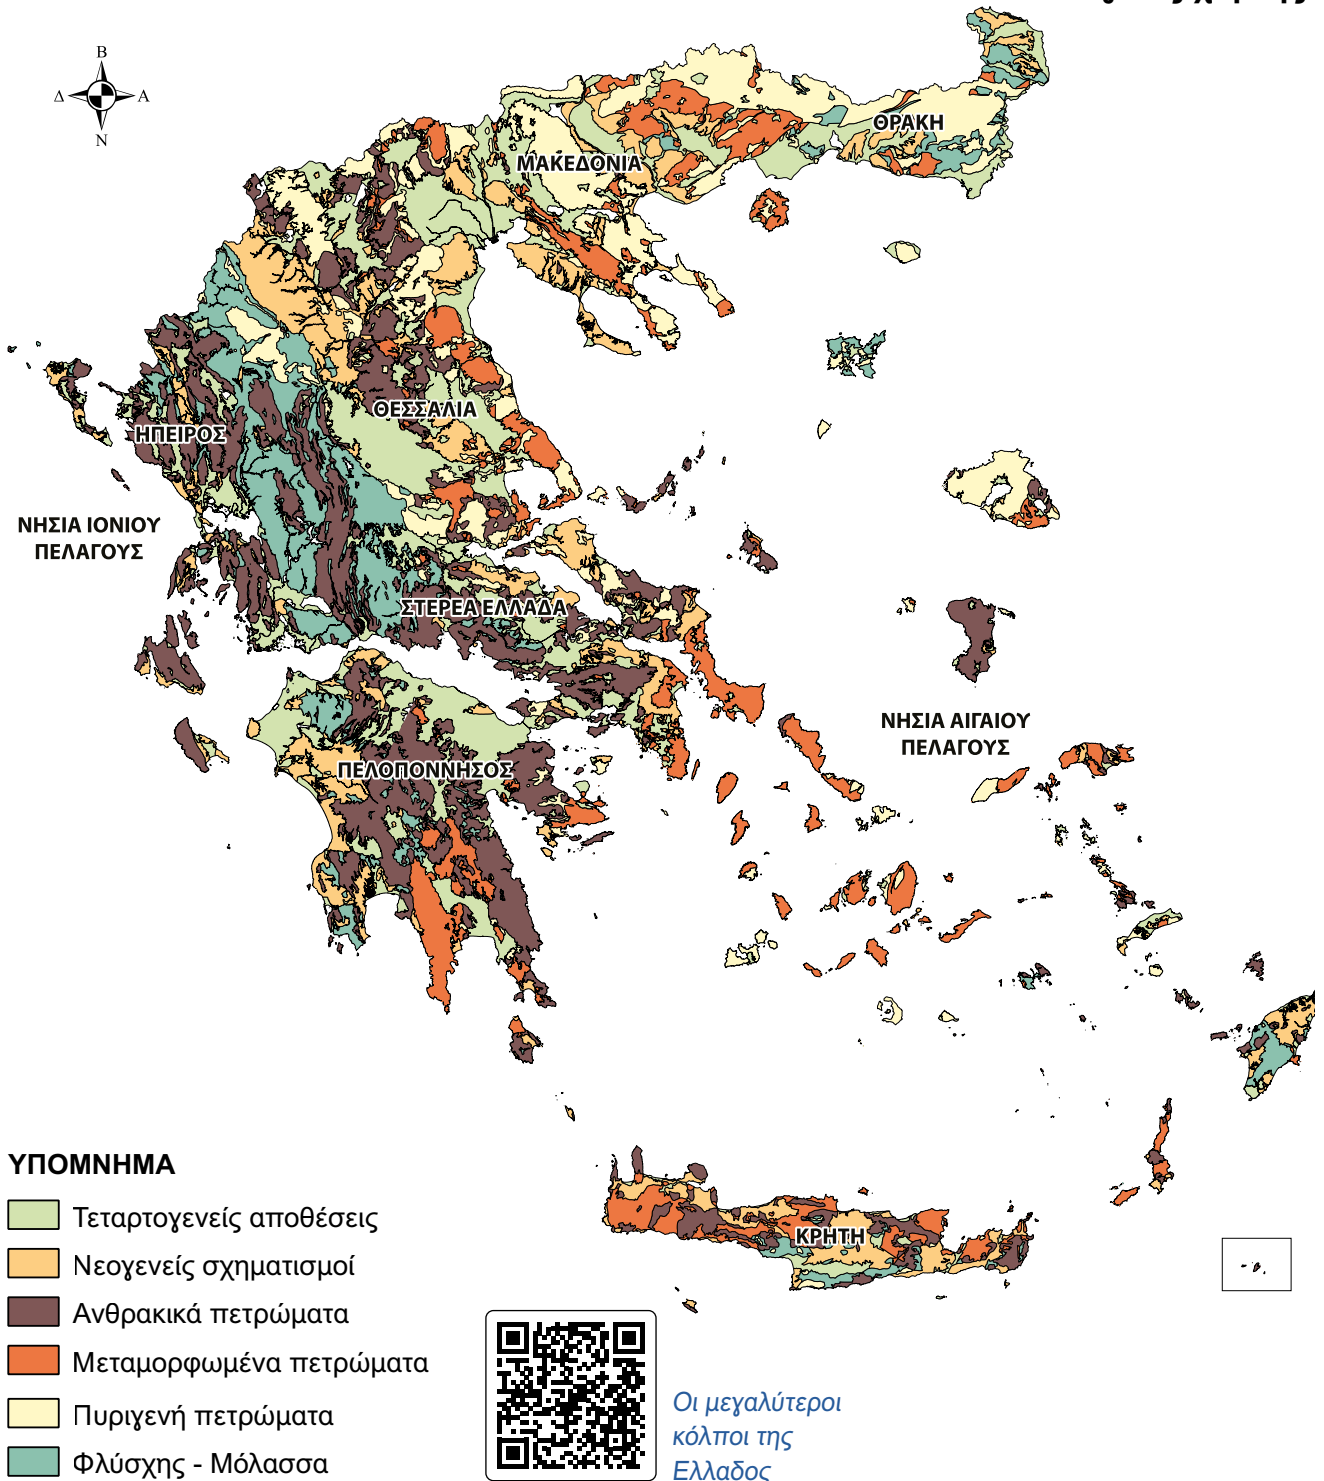 Β
Δ
Α
Ν
ΘΡΑΚΗ
ΜΑΚΕΔΟΝΙΑ
ΘΕΣΣΑΛΙΑ
ΗΠΕΙΡΟΣ
ΝΗΣΙΑ ΙΟΝΙΟΥ
ΠΕΛΑΓΟΥΣ
ΣΤΕΡΕΑ ΕΛΛΑΔΑ
ΝΗΣΙΑ ΑΙΓΑΙΟΥ
ΠΕΛΑΓΟΥΣ
ΠΕΛΟΠΟΝΝΗΣΟΣ
ΚΡΗΤΗ
ΥΠΟΜΝΗΜΑ
Τεταρτογενείς αποθέσεις
Νεογενείς σχηματισμοί
Ανθρακικά πετρώματα
Μεταμορφωμένα πετρώματα
Πυριγενή πετρώματα
Φλύσχης - Μόλασσα
Οι μεγαλύτεροι
κόλποι της
Ελλαδος